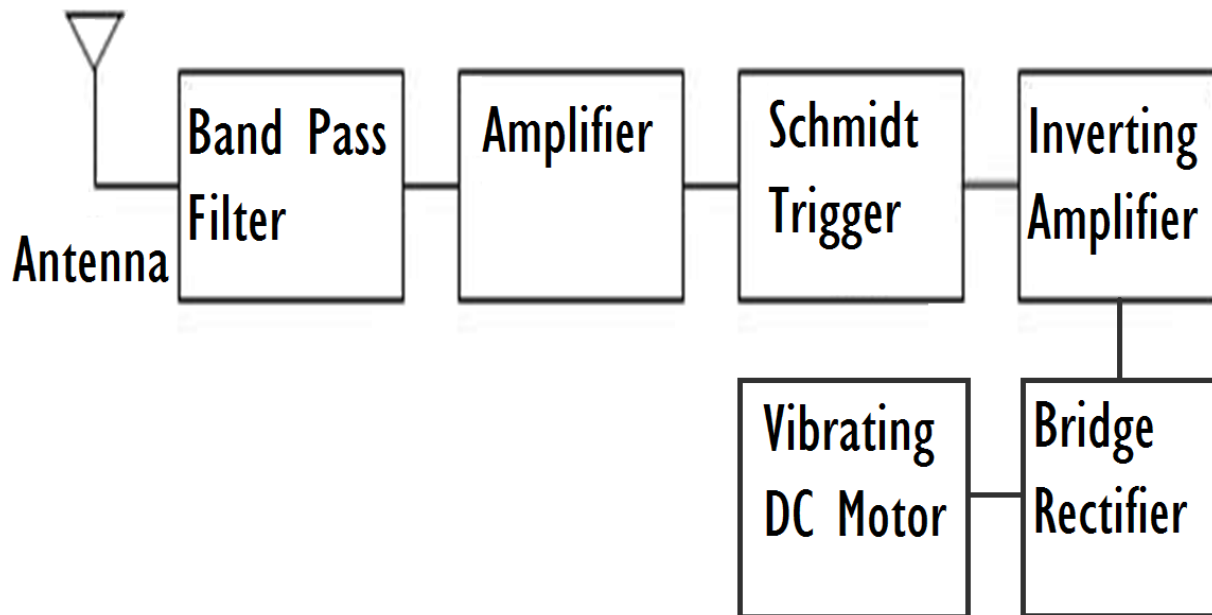 Band Pass
Filter
Amplifier
Schmidt
Trigger
Inverting
Amplifier
Antenna
Vibrating
DC Motor
Bridge
Rectifier